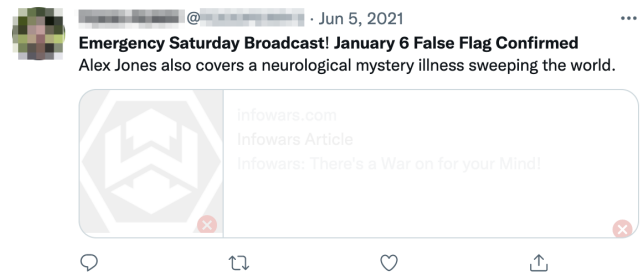 @ · Jun 5, 2021
Emergency Saturday Broadcast! January 6 False Flag Confirmed
Alex Jones also covers a neurological mystery illness sweeping the world.
infowars.com
Infowars Article
Infowars: There's a War on for your Mind!